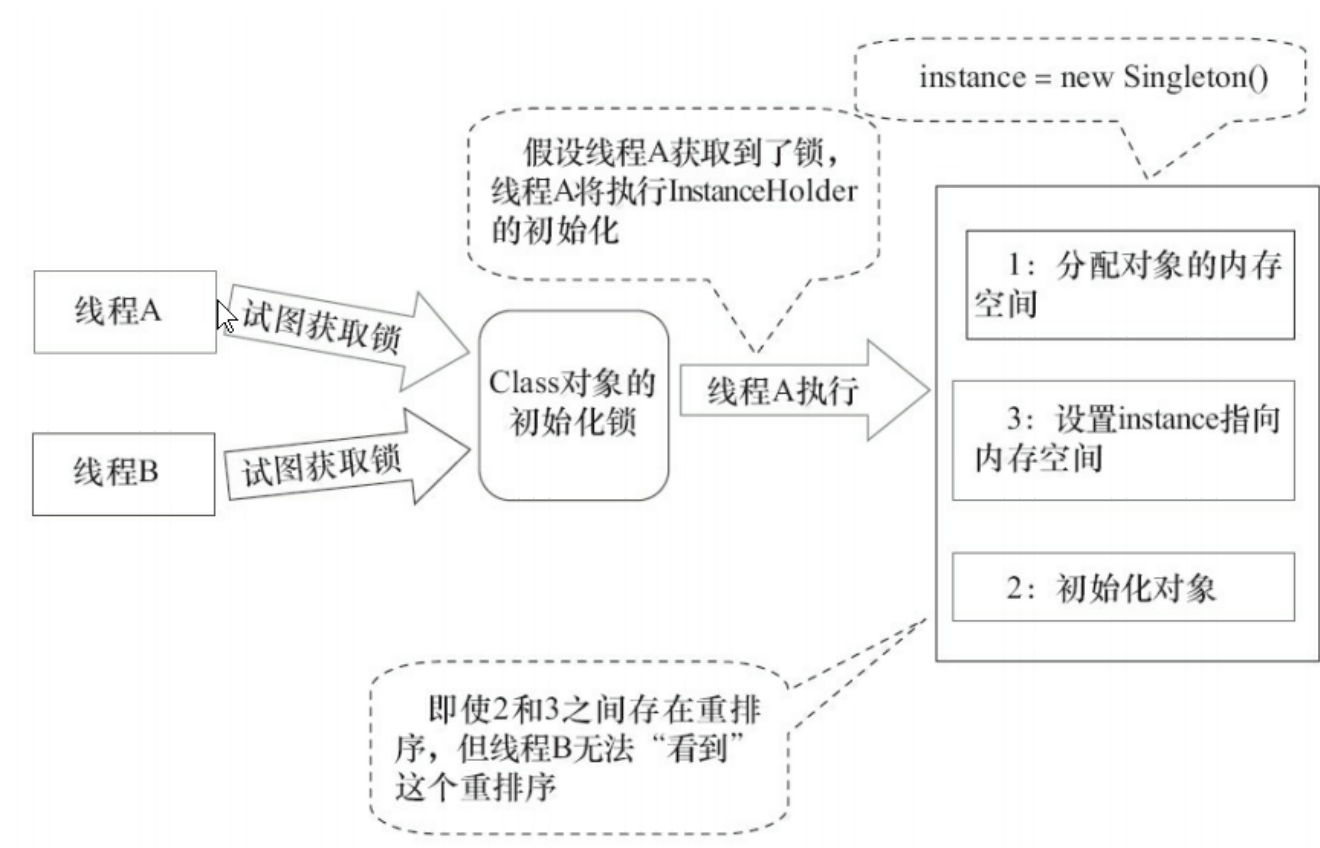 instance = new Singleton()
假设线程A获取到了锁，
线程A将执行InstanceHolder
的初始化
线程A
试图获取锁
线程B
试图获取锁
Class对象的
初始化锁
线程A执行
1：分配对象的内存
空间
3：设置instance指向
内存空间
2：初始化对象
即使2和3之间存在重排
序，但线程B无法“看到”
这个重排序